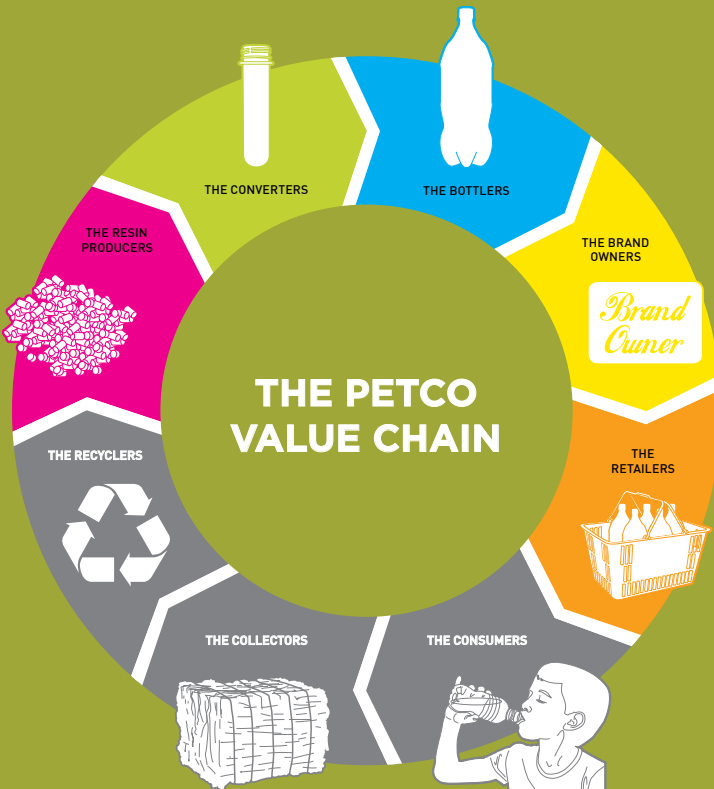 THE CONVERTERS
THE BOTTLERS
THE RESIN
PRODUCERS
THE BRAND
OWNERS
Brand
Owner
THE PETCO
VALUE CHAIN
THE RECYCLERS
THE
RETAILERS
THE COLLECTORS
THE CONSUMERS